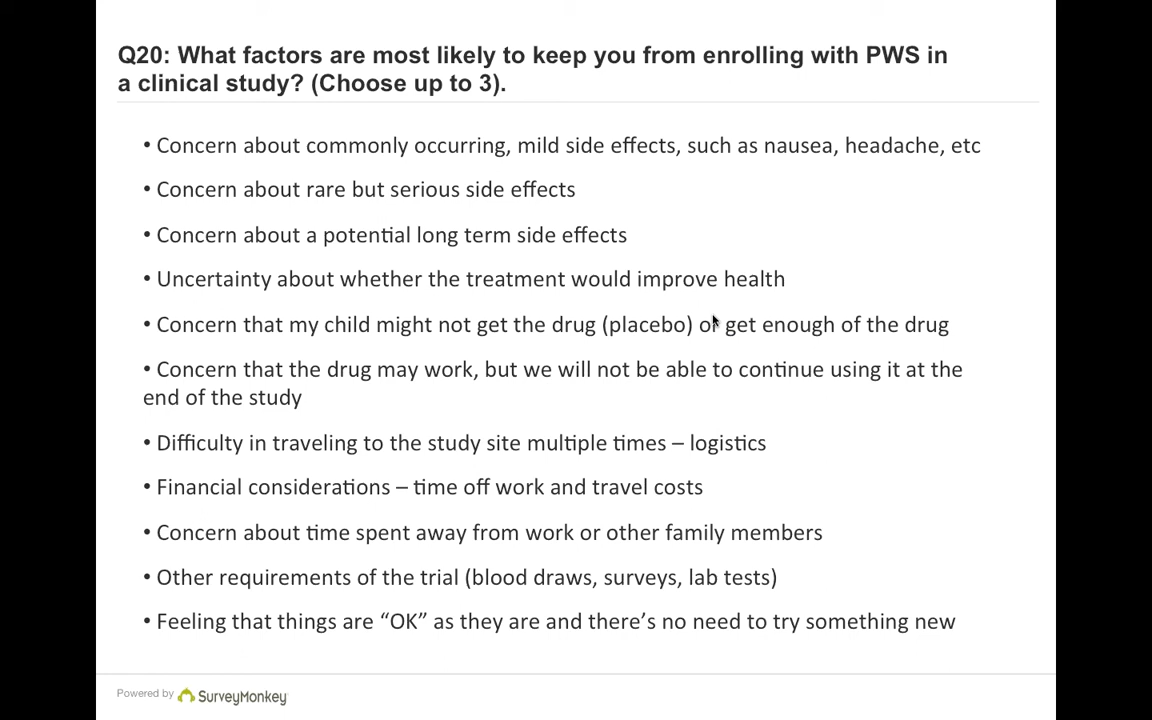 Q20: What factors are most likely to keep you from enrolling with PWS in
a clinical study? (Choose up to 3).
• Concern about commonly occurring, mild side effects, such as nausea, headache, etc
• Concern about rare but serious side effects
• Concern about a potential long term side effects
• Uncertainty about whether the treatment would improve health
• Concern that my child might not get the drug (placebo) or get enough of the drug
• Concern that the drug may work, but we will not be able to continue using it at the
end of the study
• Difficulty in traveling to the study site multiple times – logistics
• Financial considerations – time off work and travel costs
• Concern about time spent away from work or other family members
• Other requirements of the trial (blood draws, surveys, lab tests)
• Feeling that things are “OK” as they are and there’s no need to try something new
Powered by SurveyMonkey